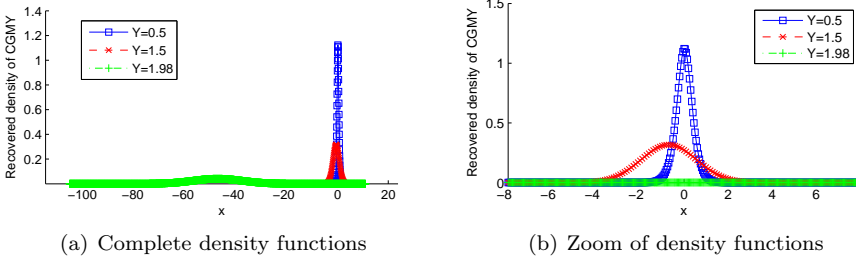 Recovered density of CGMY
1.4
1.2
1
0.8
0.6
0.4
0.2
Y=0.5
Y=1.5
Y=1.98
−100 −80 −60 −40 −20 0 20
x
(a) Complete density functions
Recovered density of CGMY
1.5
1
0.5
0
Y=0.5
Y=1.5
Y=1.98
−8 −6 −4 −2 0 2 4 6
x
(b) Zoom of density functions